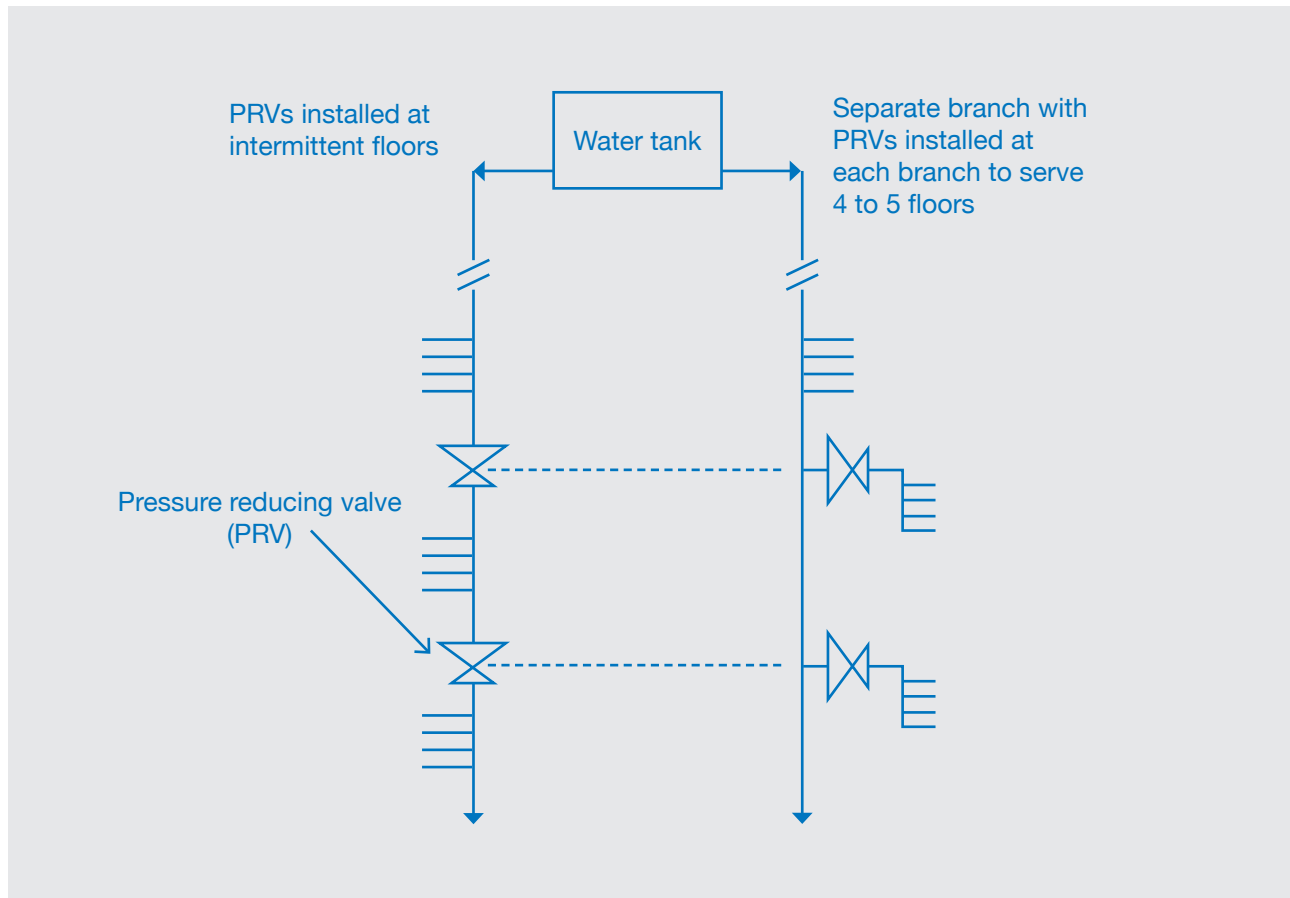 PRVs installed at
intermittent floors
Water tank
Separate branch with
PRVs installed at
each branch to serve
4 to 5 floors
Pressure reducing valve
(PRV)